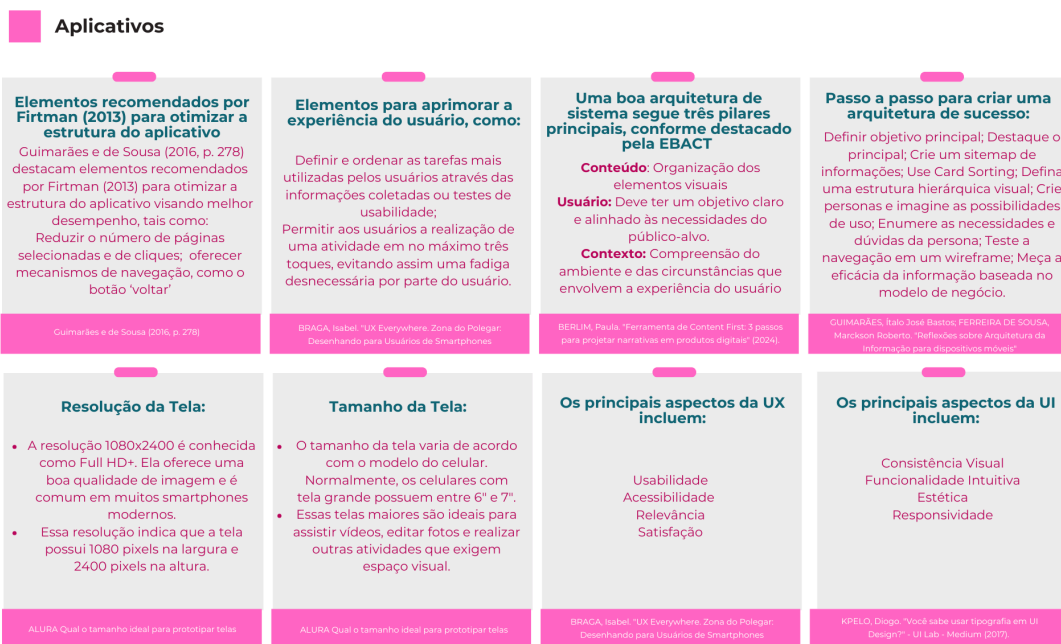 Aplicativos
Elementos recomendados por
Firtman (2013) para otimizar a
estrutura do aplicativo
Guimarães e de Sousa (2016, p. 278)
destacam elementos recomendados
por Firtman (2013) para otimizar a
estrutura do aplicativo visando melhor
desempenho, tais como:
Reduzir o número de páginas
selecionadas e de cliques; oferecer
mecanismos de navegação, como o
botão ‘voltar’
Guimarães e de Sousa (2016, p. 278)
Elementos para aprimorar a
experiência do usuário, como:
Definir e ordenar as tarefas mais
utilizadas pelos usuários através das
informações coletadas ou testes de
usabilidade;
Permitir aos usuários a realização de
uma atividade em no máximo três
toques, evitando assim uma fadiga
desnecessária por parte do usuário.
BRAGA, Isabel. "UX Everywhere. Zona do Polegar:
Desenhando para Usuários de Smartphones
Uma boa arquitetura de
sistema segue três pilares
principais, conforme destacado
pela EBACT
Conteúdo: Organização dos
elementos visuais
Usuário: Deve ter um objetivo claro
e alinhado às necessidades do
público-alvo.
Contexto: Compreensão do
ambiente e das circunstâncias que
envolvem a experiência do usuário
BERLIM, Paula. "Ferramenta de Content First: 3 passos
para projetar narrativas em produtos digitais" (2024).
Passo a passo para criar uma
arquitetura de sucesso:
Definir objetivo principal; Destaque o
principal; Crie um sitemap de
informações; Use Card Sorting; Defina
uma estrutura hierárquica visual; Crie
personas e imagine as possibilidades
de uso; Enumere as necessidades e
dúvidas da persona; Teste a
navegação em um wireframe; Meça a
eficácia da informação baseada no
modelo de negócio.
GUIMARÃES, Ítalo José Bastos; FERREIRA DE SOUSA,
Marckson Roberto. "Reflexões sobre Arquitetura da
Informação para dispositivos móveis"
Resolução da Tela:
• A resolução 1080x2400 é conhecida
como Full HD+. Ela oferece uma
boa qualidade de imagem e é
comum em muitos smartphones
modernos.
• Essa resolução indica que a tela
possui 1080 pixels na largura e
2400 pixels na altura.
ALURA Qual o tamanho ideal para prototipar telas
Tamanho da Tela:
• O tamanho da tela varia de acordo
com o modelo do celular.
Normalmente, os celulares com
tela grande possuem entre 6" e 7".
• Essas telas maiores são ideais para
assistir vídeos, editar fotos e realizar
outras atividades que exigem
espaço visual.
ALURA Qual o tamanho ideal para prototipar telas
Os principais aspectos da UX
incluem:
Usabilidade
Acessibilidade
Relevância
Satisfação
BRAGA, Isabel. "UX Everywhere. Zona do Polegar:
Desenhando para Usuários de Smartphones
Os principais aspectos da UI
incluem:
Consistência Visual
Funcionalidade Intuitiva
Estética
Responsividade
KPELO, Diogo. "Você sabe usar tipografia em UI
Design?" - UI Lab - Medium (2017).